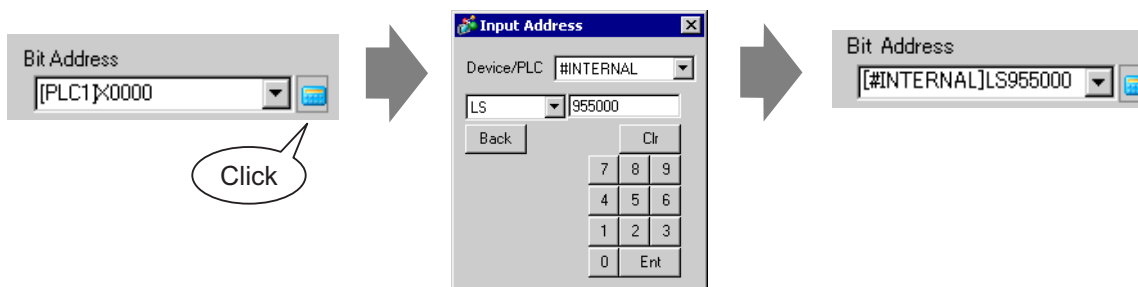 Bit Address
[PLC1]X0000
Click
Input Address
Device/PLC #INTERNAL
LS 955000
Back Clr
7 8 9
4 5 6
1 2 3
0 Ent
Bit Address
[#INTERNAL]LS955000